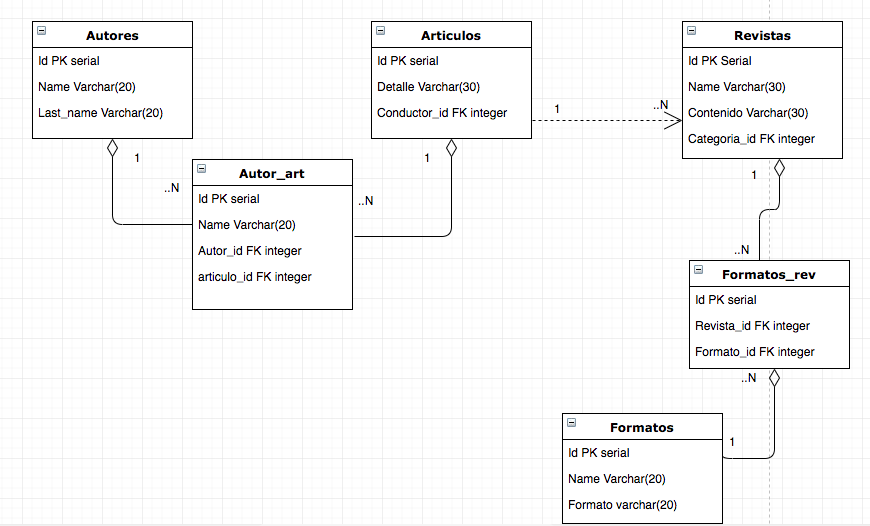 Autores
Id PK serial
Name Varchar(20)
Last_name Varchar(20)
1
..N
Articulos
Id PK serial
Detalle Varchar(30)
Conductor_id FK integer
1
..N
1
..N
Revistas
Id PK Serial
Name Varchar(30)
Contenido Varchar(30)
Categoria_id FK integer
1
..N
Autor_art
Id PK serial
Name Varchar(20)
Autor_id FK integer
articulo_id FK integer
Formatos_rev
Id PK serial
Revista_id FK integer
Formato_id FK integer
..N
1
Formatos
Id PK serial
Name Varchar(20)
Formato varchar(20)